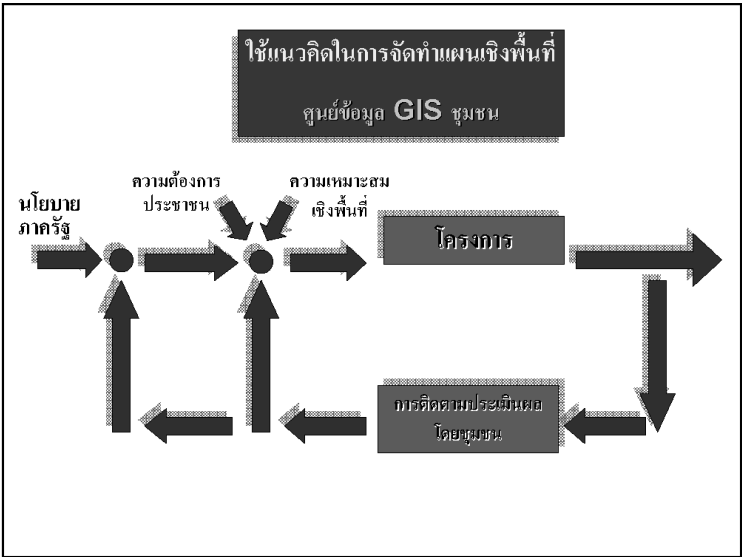 ใช้แนวคิดในการจัดทำแผนเชิงพื้นที่
ศูนย์ข้อมูล GIS ชุมชน
ความต้องการ
ประชาชน
ความเหมาะสม
เชิงพื้นที่
นโยบาย
ภาครัฐ
โครงการ
การติดตามประเมินผล
โดยชุมชน